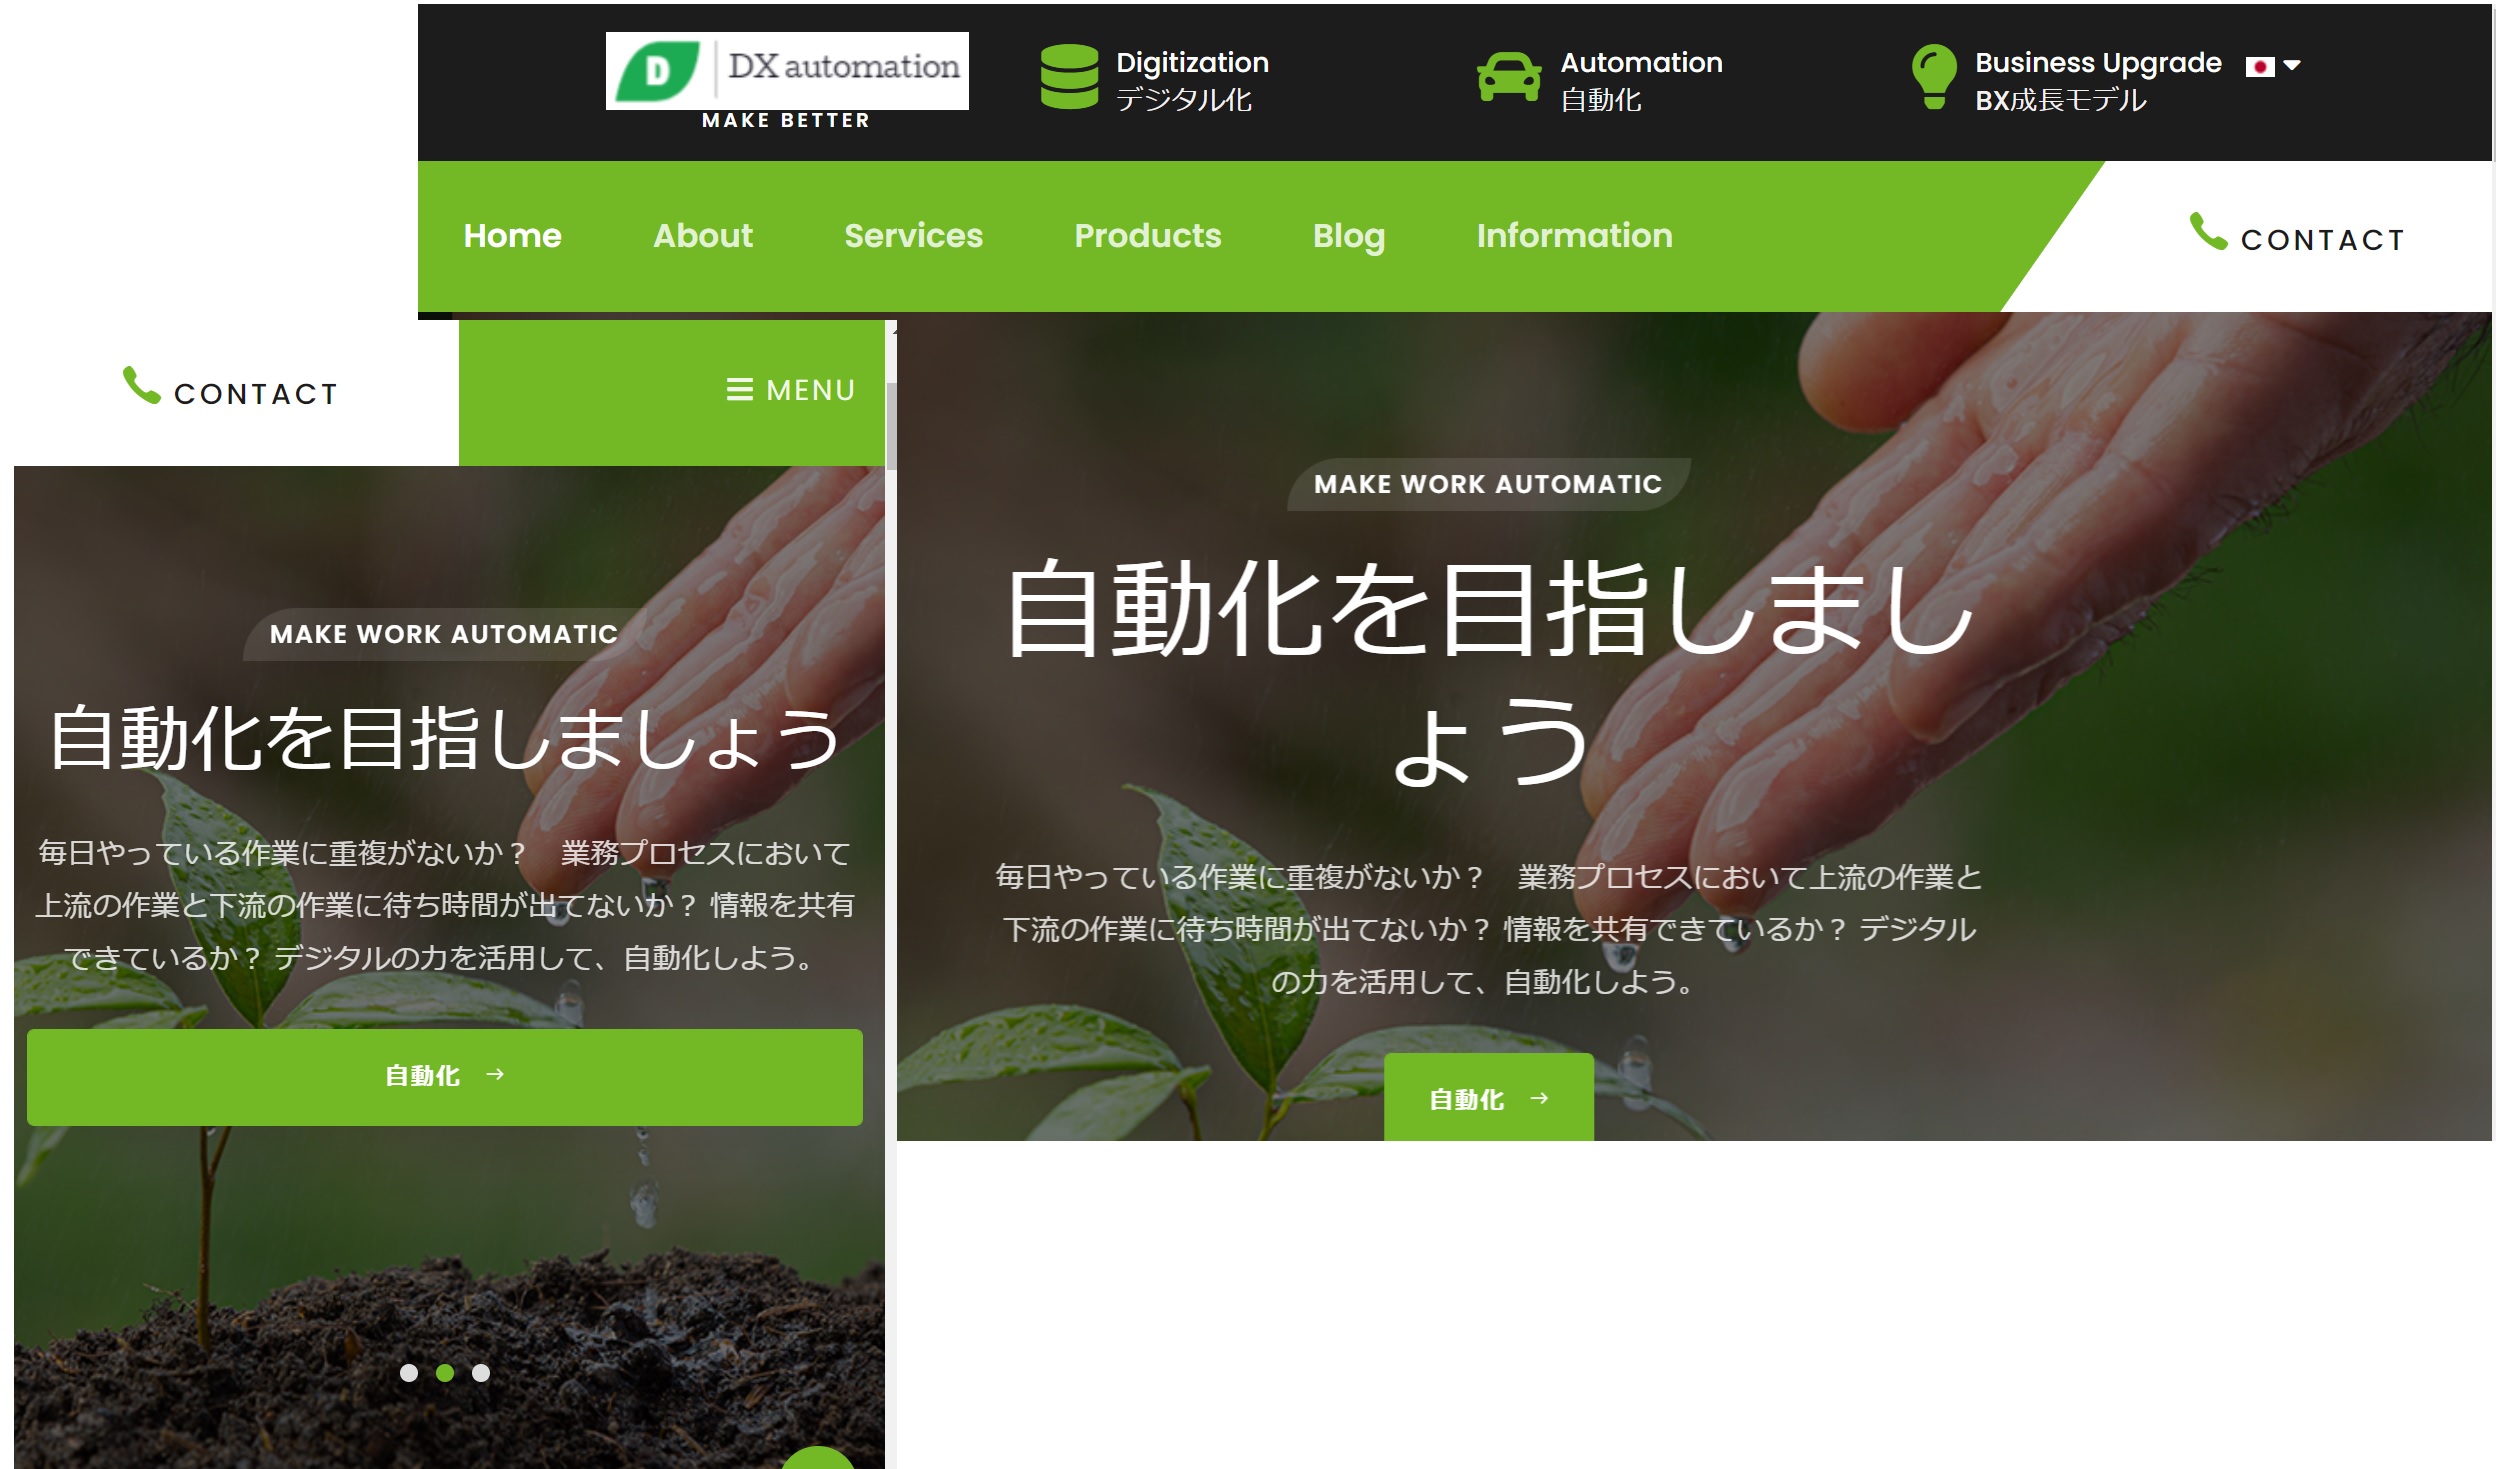 D DX automation
MAKE BETTER
Digitization
デジタル化
Automation
自動化
Business Upgrade
BX成長モデル
Home About Services Products Blog Information
CONTACT
MAKE WORK AUTOMATIC
自動化を目指しまし
ょう
毎日やっている作業に重複がないか？　業務プロセスにおいて上流の作業と
下流の作業に待ち時間が出てないか？ 情報を共有できているか？ デジタル
の力を活用して、自動化しよう。
自動化 →
CONTACT
MENU
MAKE WORK AUTOMATIC
自動化を目指しましょう
毎日やっている作業に重複がないか？　業務プロセスにおいて
上流の作業と下流の作業に待ち時間が出てないか？ 情報を共有
できているか？ デジタルの力を活用して、自動化しよう。
自動化 →